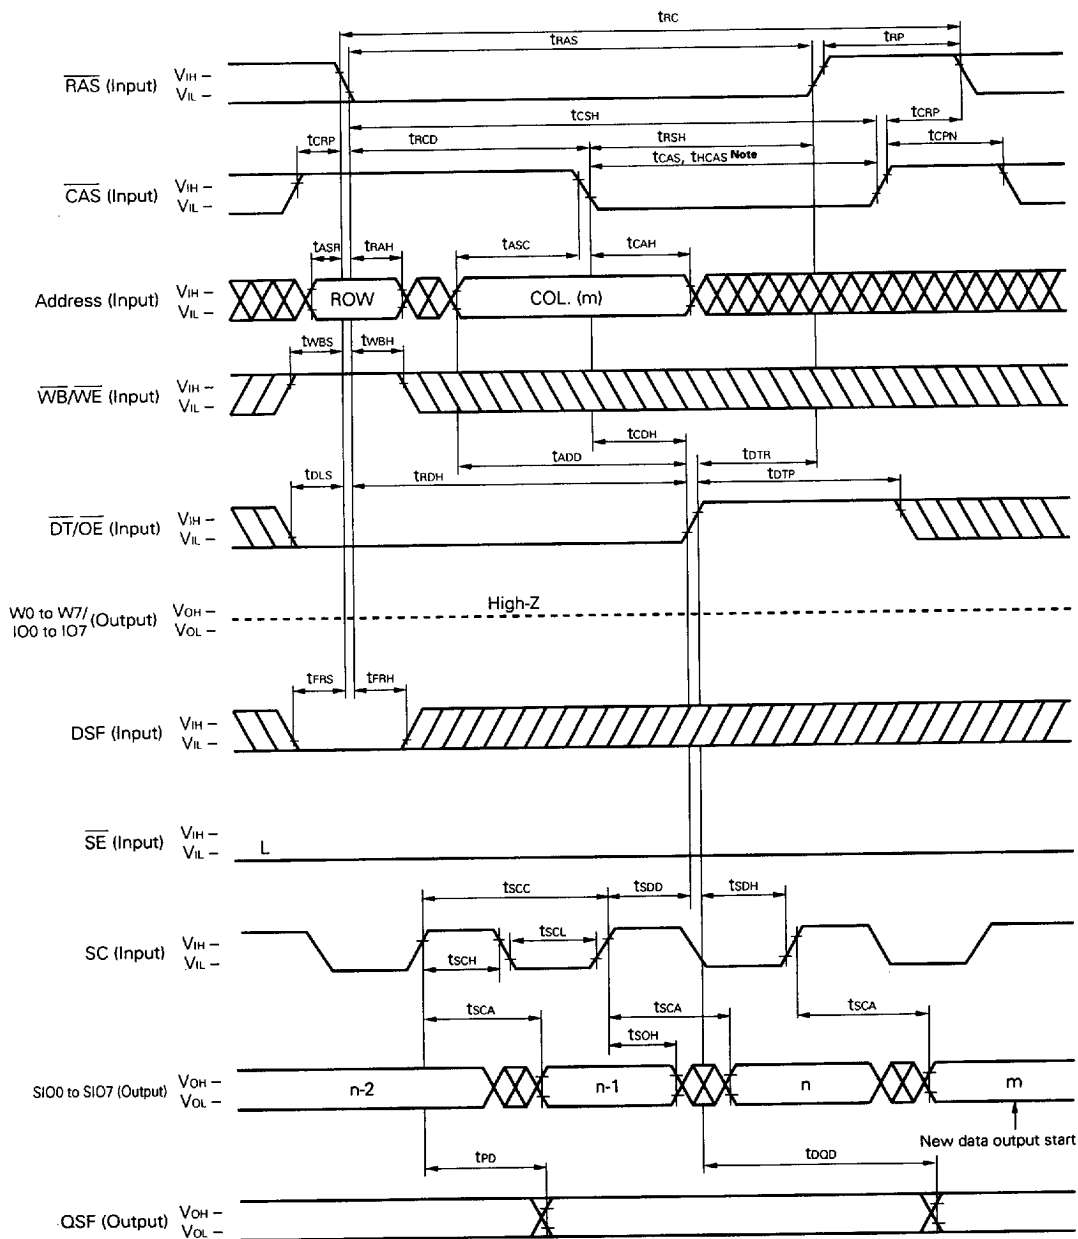 tRC
tRAS
tRP
RAS (Input)
VIH –
VIL –
tCSH
tCRP
tCRP
tRCD
tRSH
tCPN
tCAS, tHCAS Note
CAS (Input)
VIH –
VIL –
tASR
tRAH
tASC
tCAH
Address (Input)
VIH –
VIL –
ROW
COL. (m)
tWBS
tWBH
WB/WE (Input)
VIH –
VIL –
tCDH
tADD
tDTR
tDLS
tRDH
tDTP
DT/OE (Input)
VIH –
VIL –
High-Z
W0 to W7/
IO0 to IO7 (Output)
VOH –
VOL –
tFRS
tFRH
DSF (Input)
VIH –
VIL –
SE (Input)
VIH –
VIL –
L
tSCC
tSDD
tSDH
tSCL
SC (Input)
VIH –
VIL –
tSCH
tSCA
tSCA
tSCA
tSOH
SIO0 to SIO7 (Output)
VOH –
VOL –
n-2
n-1
n
m
New data output start
tPD
tDQD
QSF (Output)
VOH –
VOL –